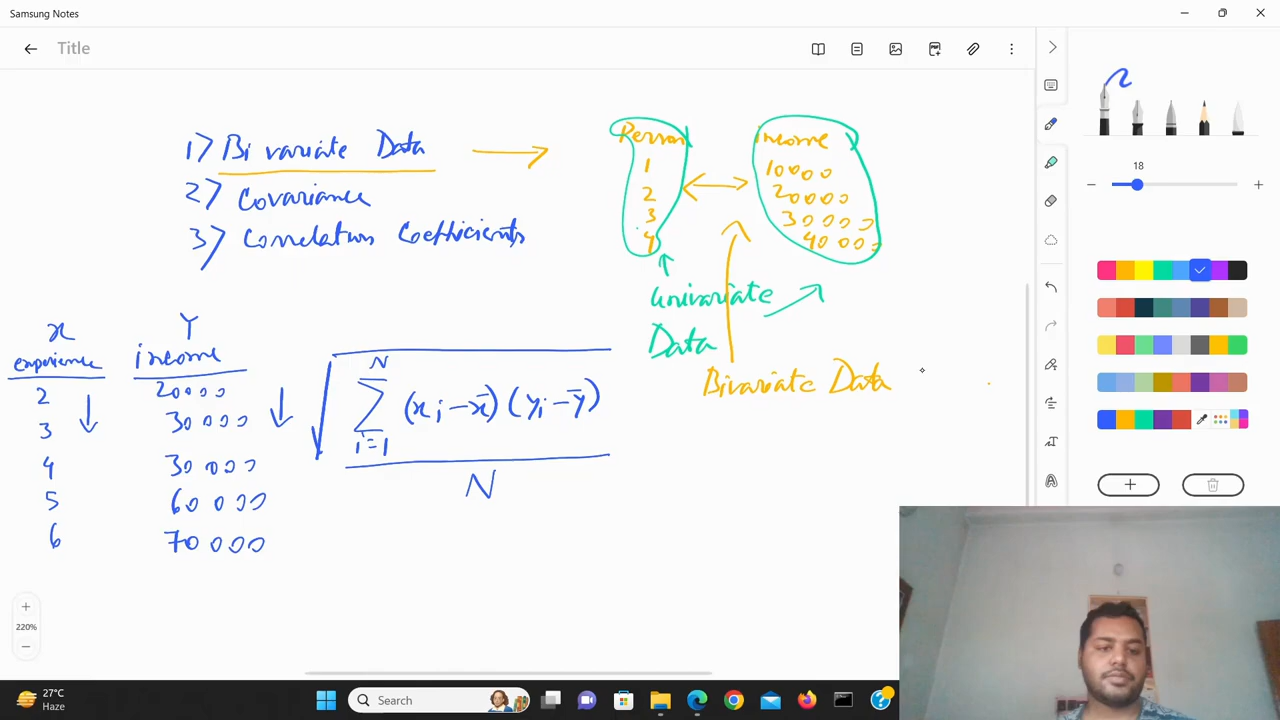 Samsung Notes
Title
1) Bivariate Data
2) Covariance
3) Correlation Coefficients
Person
1
2
3
4
income
10000
20000
30000
40000
Univariate
Data
Bivariate Data
x
experience
2
3
4
5
6
Y
income
20000
30000
30000
60000
70000
N
∑ (xi-x̄)(yi-ȳ)
i=1
N
18
220%
27°C
Haze
Search